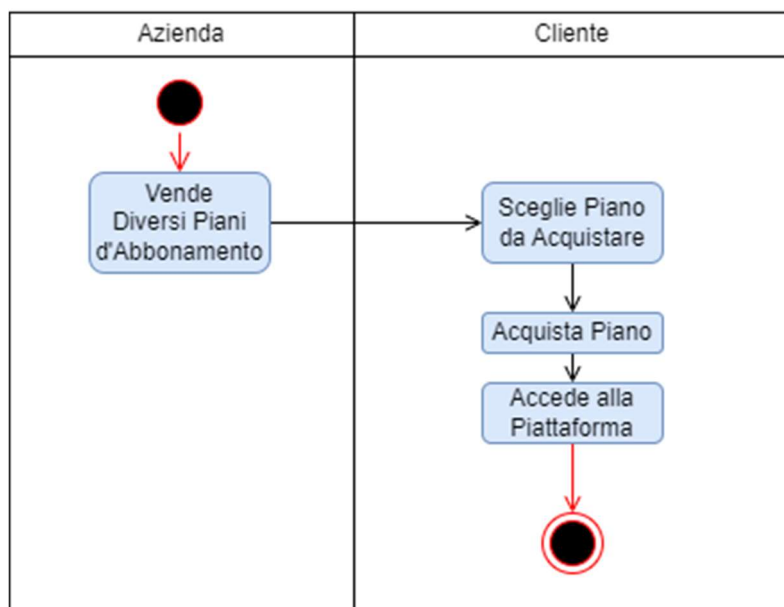 Azienda
Cliente
Vende
Diversi Piani
d'Abbonamento
Sceglie Piano
da Acquistare
Acquista Piano
Accede alla
Piattaforma